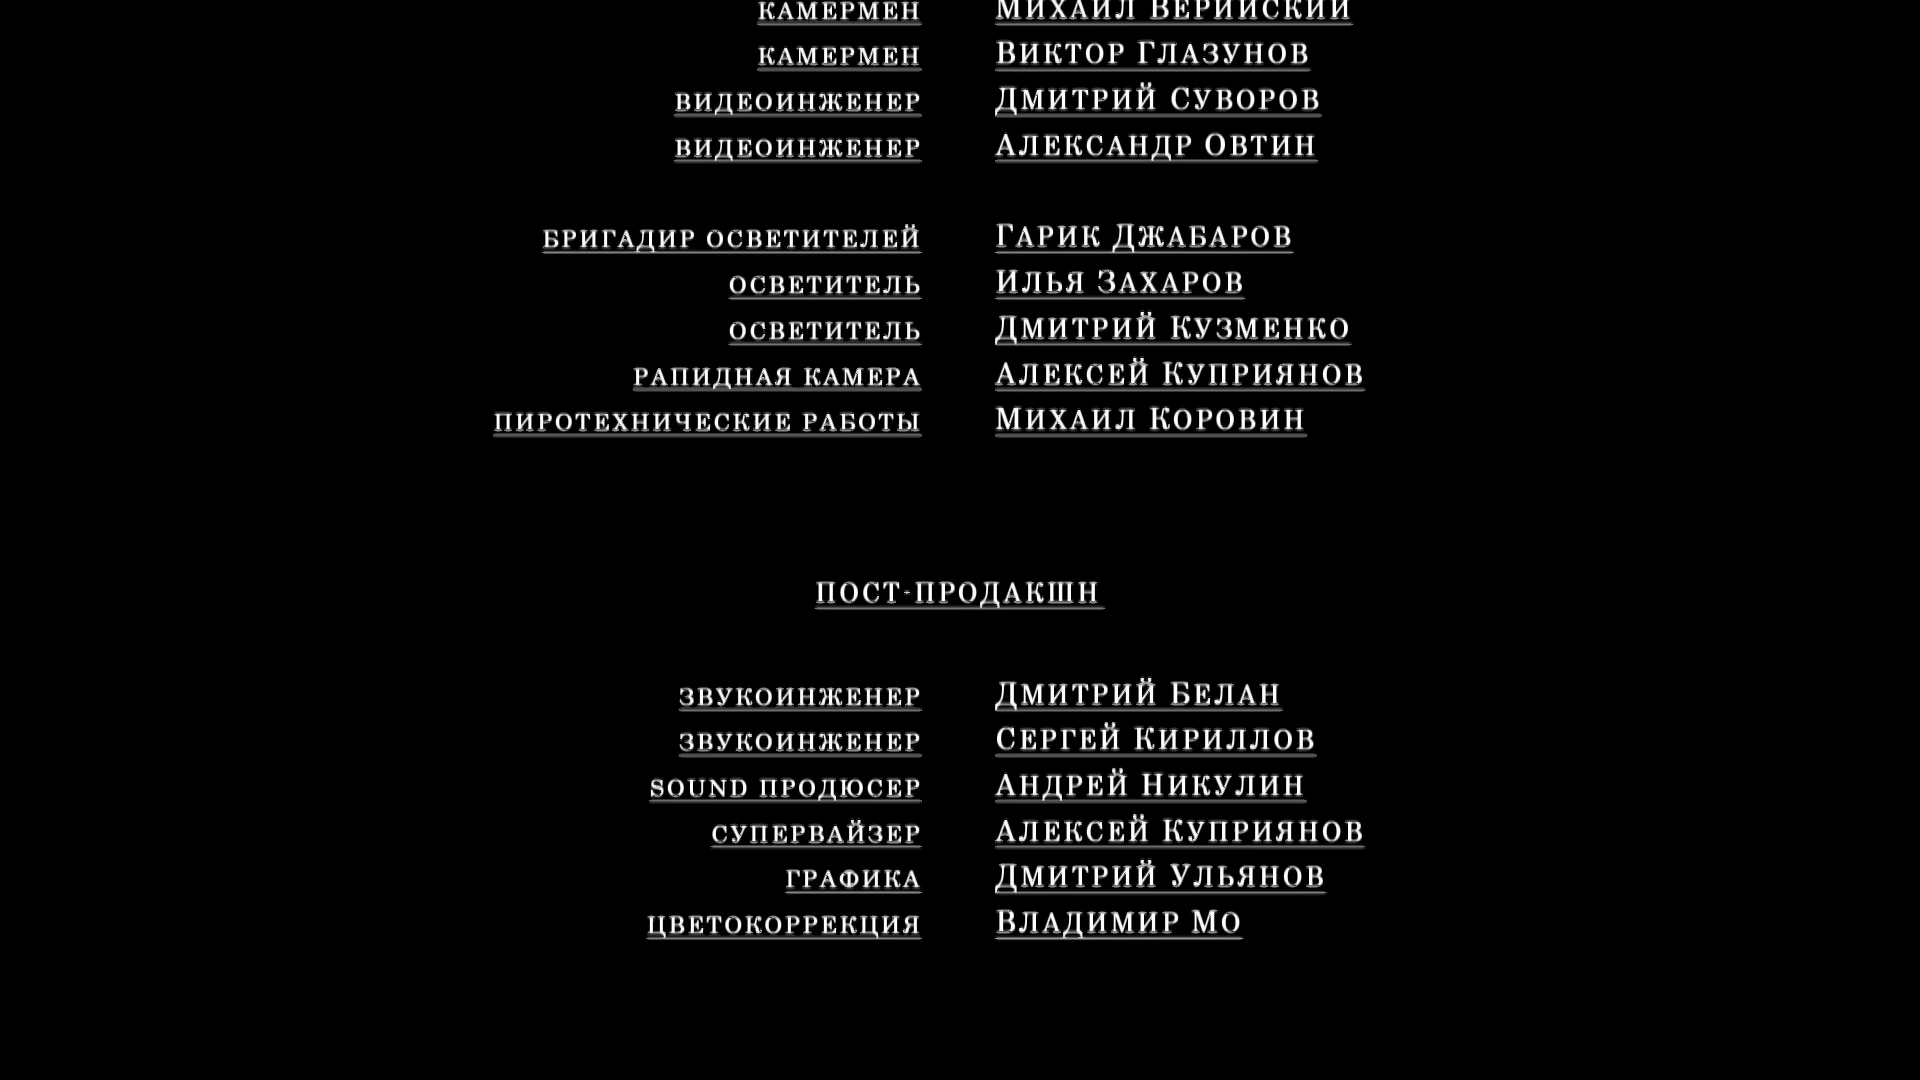 КАМЕРМЕН МИХАИЛ ВЕРИЙСКИЙ
КАМЕРМЕН ВИКТОР ГЛАЗУНОВ
ВИДЕОИНЖЕНЕР ДМИТРИЙ СУВОРОВ
ВИДЕОИНЖЕНЕР АЛЕКСАНДР ОВТИН
БРИГАДИР ОСВЕТИТЕЛЕЙ ГАРИК ДЖАБАРОВ
ОСВЕТИТЕЛЬ ИЛЬЯ ЗАХАРОВ
ОСВЕТИТЕЛЬ ДМИТРИЙ КУЗМЕНКО
РАПИДНАЯ КАМЕРА АЛЕКСЕЙ КУПРИЯНОВ
ПИРОТЕХНИЧЕСКИЕ РАБОТЫ МИХАИЛ КОРОВИН
ПОСТ-ПРОДАКШН
ЗВУКОИНЖЕНЕР ДМИТРИЙ БЕЛАН
ЗВУКОИНЖЕНЕР СЕРГЕЙ КИРИЛЛОВ
SOUND ПРОДЮСЕР АНДРЕЙ НИКУЛИН
СУПЕРВАЙЗЕР АЛЕКСЕЙ КУПРИЯНОВ
ГРАФИКА ДМИТРИЙ УЛЬЯНОВ
ЦВЕТОКОРРЕКЦИЯ ВЛАДИМИР МО